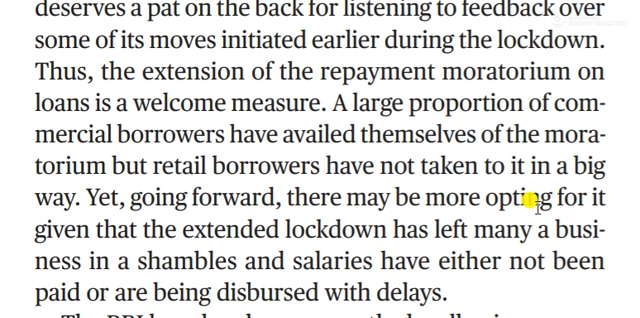 deserves a pat on the back for listening to feedback over
some of its moves initiated earlier during the lockdown.
Thus, the extension of the repayment moratorium on
loans is a welcome measure. A large proportion of com-
mercial borrowers have availed themselves of the mora-
torium but retail borrowers have not taken to it in a big
way. Yet, going forward, there may be more opting for it
given that the extended lockdown has left many a busi-
ness in a shambles and salaries have either not been
paid or are being disbursed with delays.